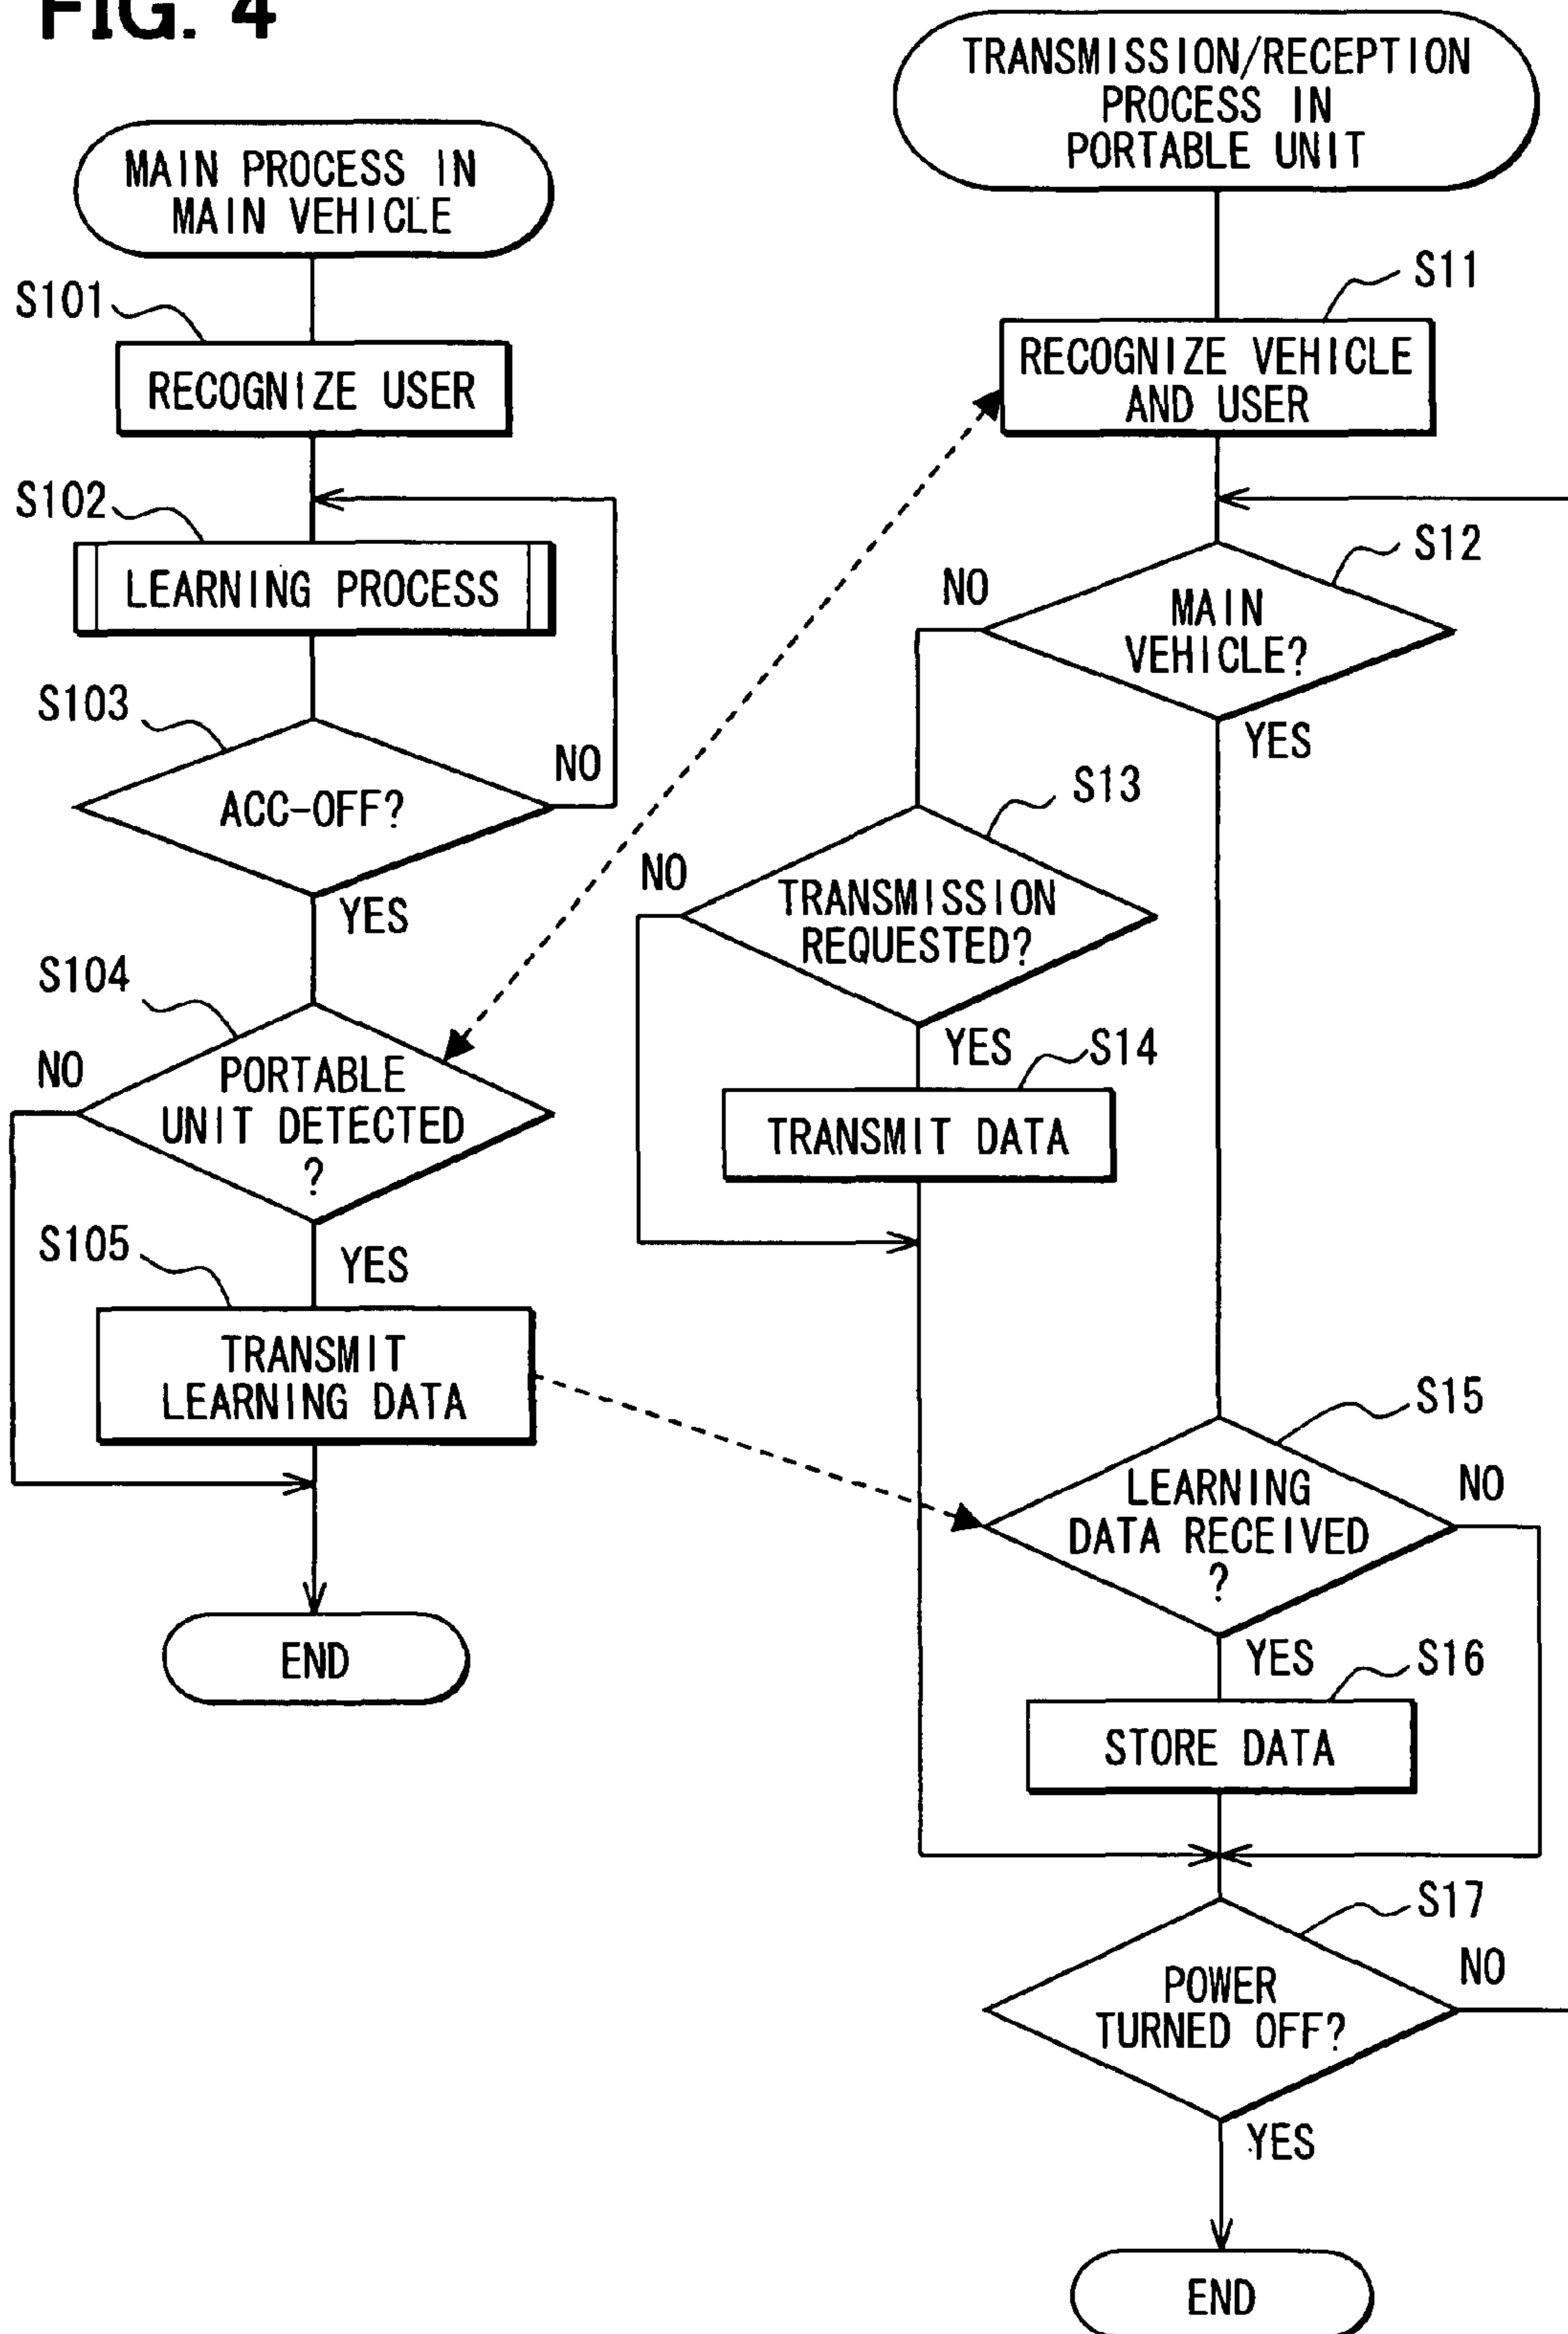 FIG. 4
MAIN PROCESS IN
MAIN VEHICLE
S101
RECOGNIZE USER
S102
LEARNING PROCESS
S103
ACC-OFF?
NO
YES
S104
NO
PORTABLE
UNIT DETECTED
?
S105
YES
TRANSMIT
LEARNING DATA
END
TRANSMISSION/RECEPTION
PROCESS IN
PORTABLE UNIT
S11
RECOGNIZE VEHICLE
AND USER
S12
NO
MAIN
VEHICLE?
YES
S13
NO
TRANSMISSION
REQUESTED?
YES
S14
TRANSMIT DATA
S15
LEARNING
DATA RECEIVED
?
NO
YES
S16
STORE DATA
S17
POWER
TURNED OFF?
NO
YES
END